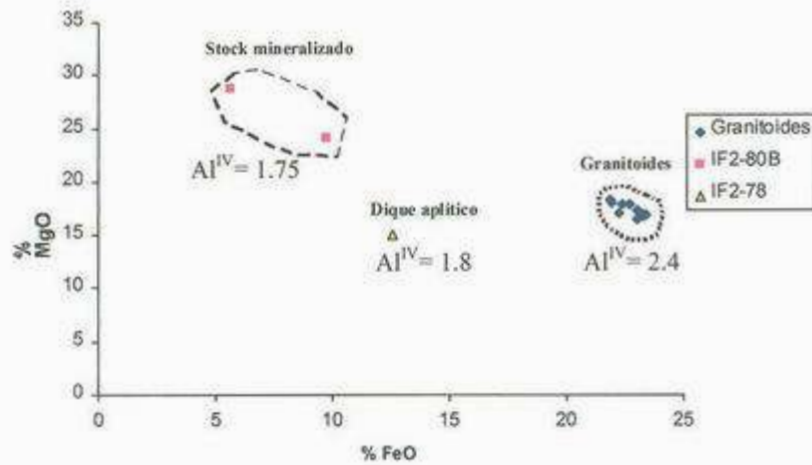 35
30
25
20
15
10
5
0
% MgO
Stock mineralizado
Al^IV = 1.75
Dique aplítico
Al^IV = 1.8
Granitoides
Al^IV = 2.4
Granitoides
IF2-80B
IF2-78
0 5 10 15 20 25
% FeO